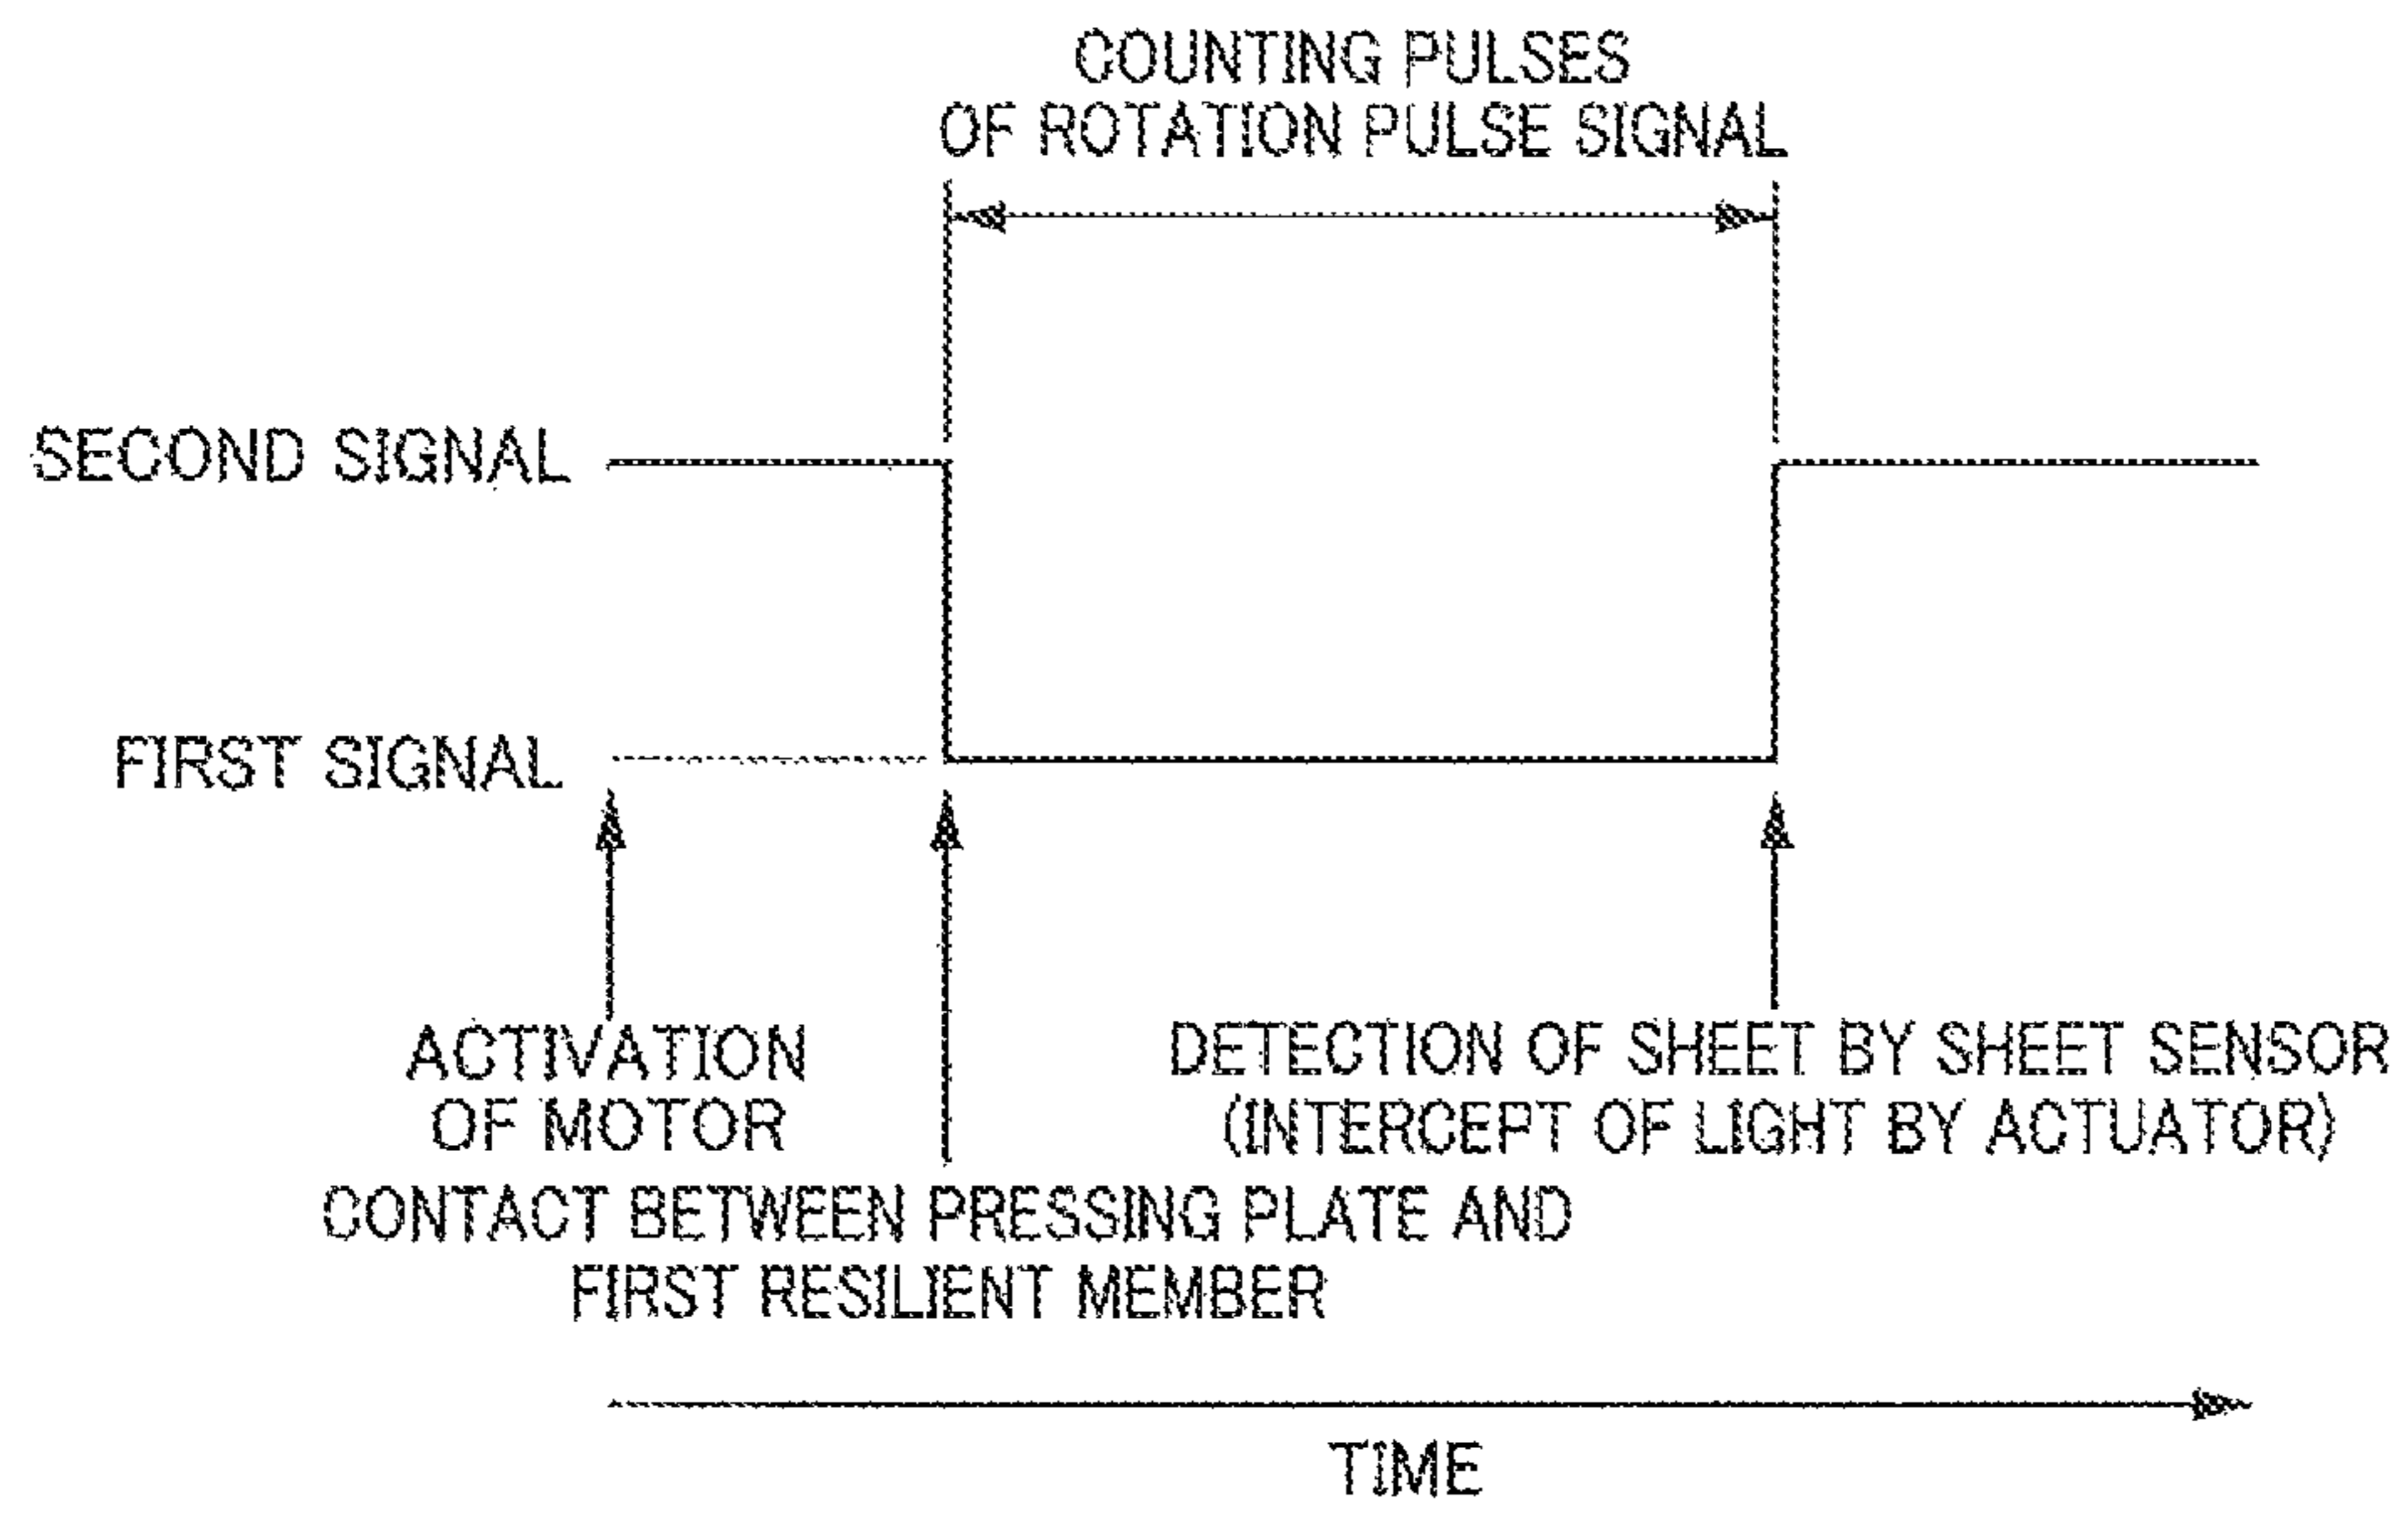 COUNTING PULSES
OF ROTATION PULSE SIGNAL
SECOND SIGNAL
FIRST SIGNAL
ACTIVATION
OF MOTOR
DETECTION OF SHEET BY SHEET SENSOR
(INTERCEPT OF LIGHT BY ACTUATOR)
CONTACT BETWEEN PRESSING PLATE AND
FIRST RESILIENT MEMBER
TIME